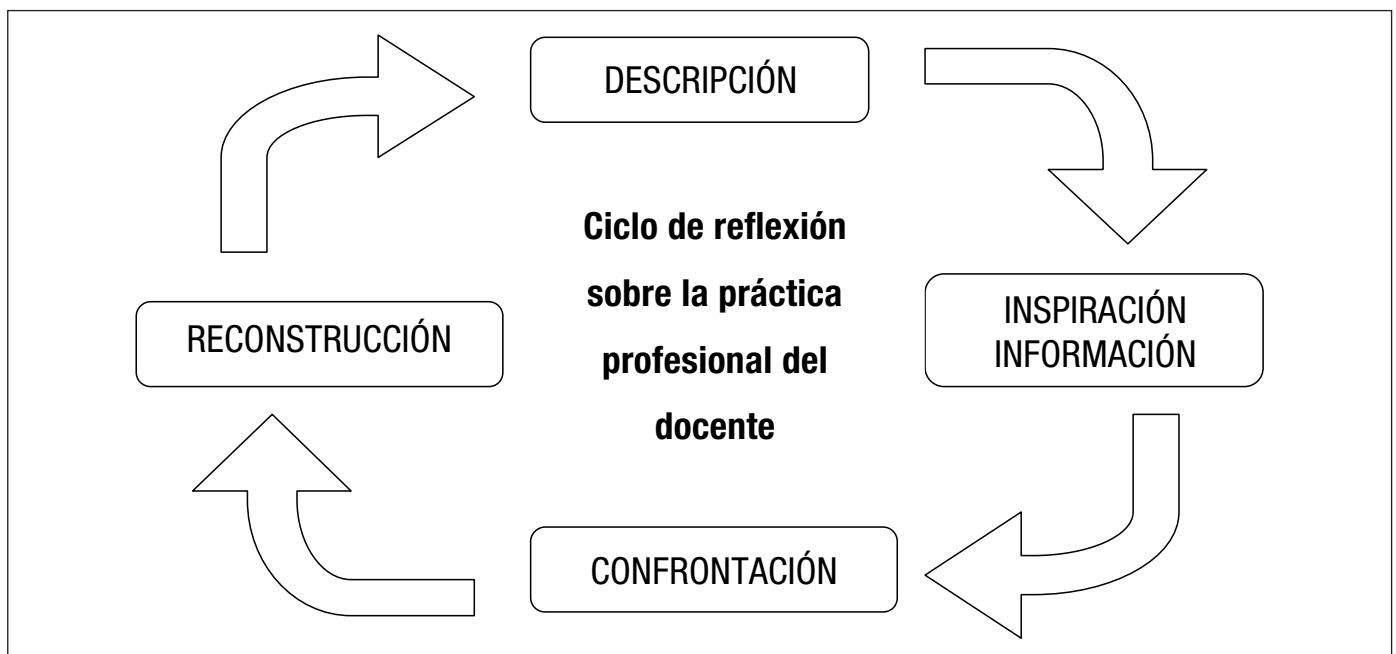 DESCRIPCIÓN
Ciclo de reflexión
sobre la práctica
profesional del
docente
INSPIRACIÓN
INFORMACIÓN
CONFRONTACIÓN
RECONSTRUCCIÓN